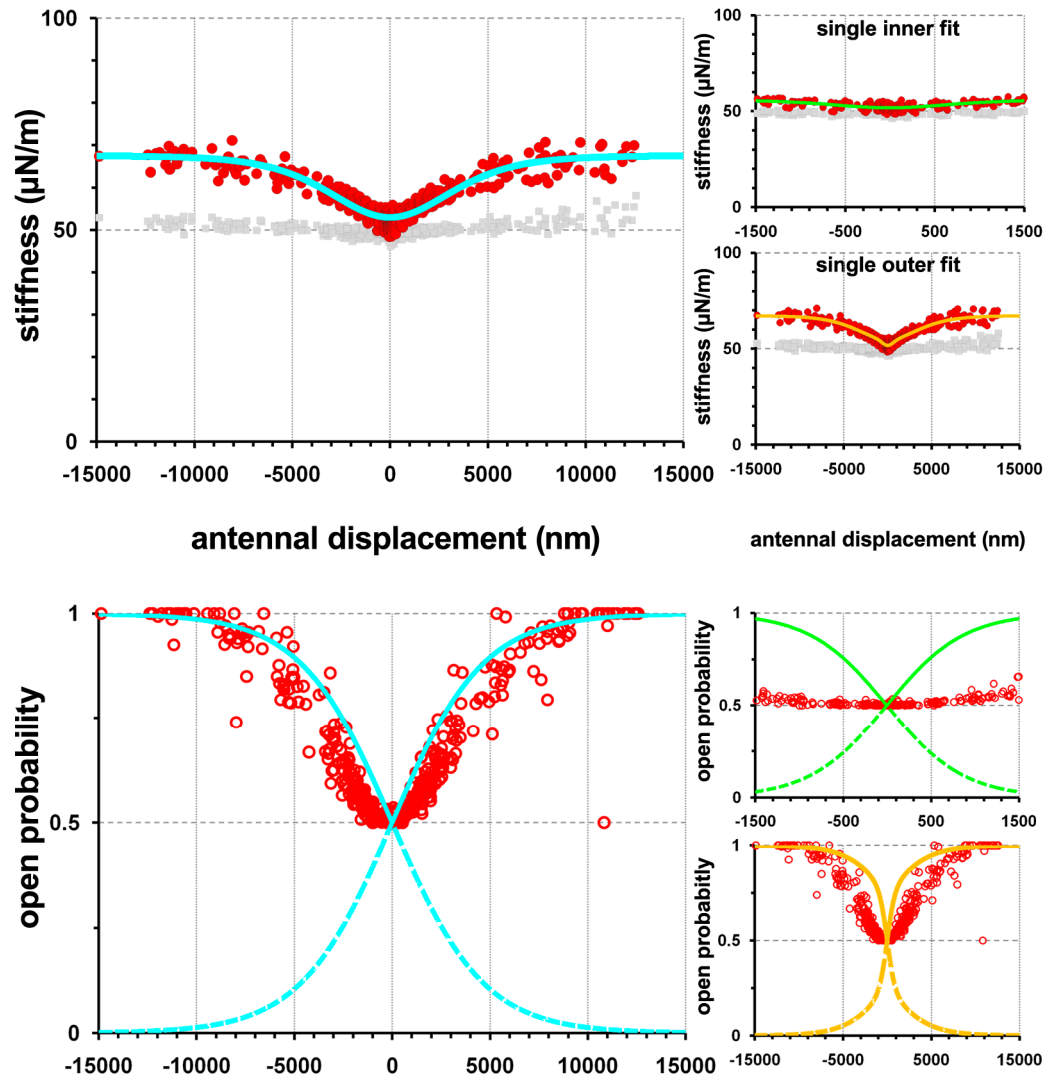 stiffness (µN/m)
100
50
0
-15000 -10000 -5000 0 5000 10000 15000
antennal displacement (nm)
single inner fit
stiffness (µN/m)
100
50
0
-1500 -500 500 1500
single outer fit
stiffness (µN/m)
100
50
0
-15000 -5000 5000 15000
antennal displacement (nm)
open probability
1
0.5
0
-15000 -10000 -5000 0 5000 10000 15000
open probability
1
0.5
0
-1500 -500 500 1500
open probabitly
1
0.5
0
-15000 -5000 5000 15000